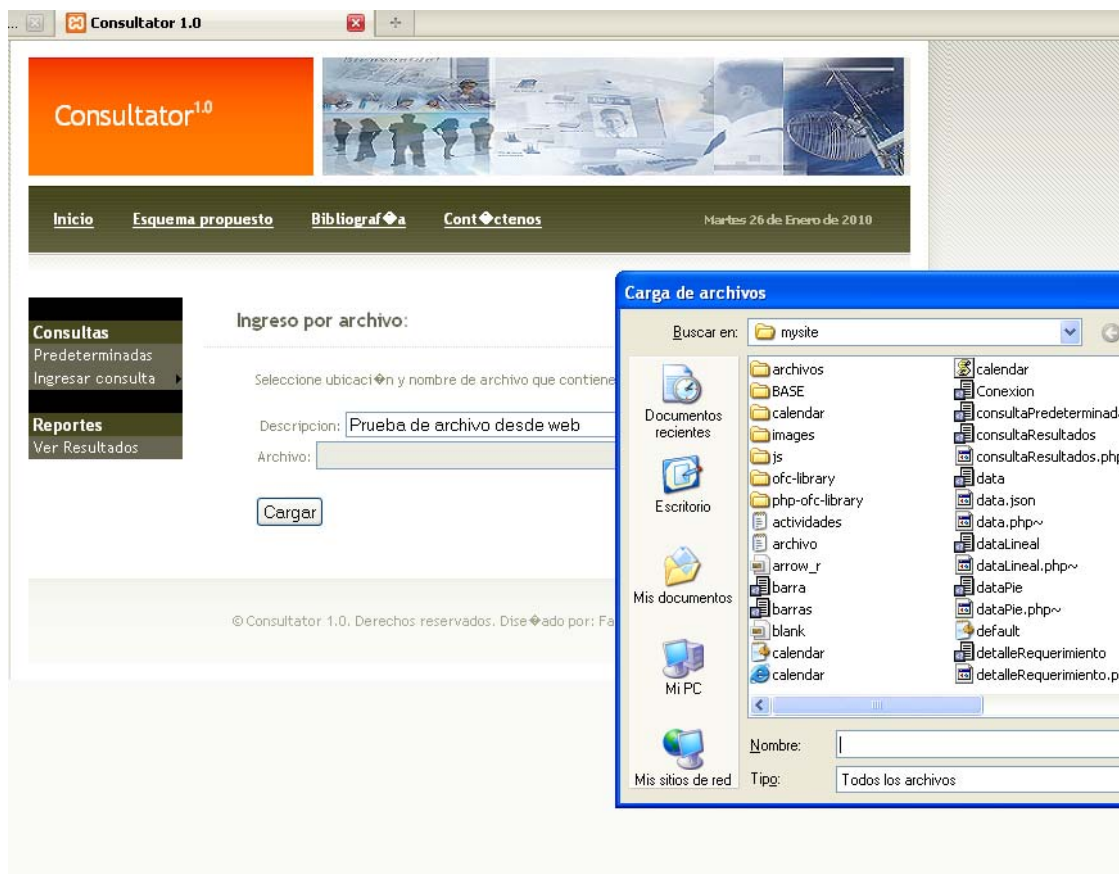 ... Consultator 1.0
Consultator 1.0
Inicio Esquema propuesto Bibliograf�a Cont�ctenos Martes 26 de Enero de 2010
Consultas
Predeterminadas
Ingresar consulta
Reportes
Ver Resultados
Ingreso por archivo:
Seleccione ubicaci�n y nombre de archivo que contiene
Descripcion: Prueba de archivo desde web
Archivo:
Cargar
© Consultator 1.0. Derechos reservados. Dise�ado por: Fa
Carga de archivos
Buscar en: mysite
Documentos recientes
Escritorio
Mis documentos
Mi PC
Mis sitios de red
archivos
BASE
calendar
images
js
ofc-library
php-ofc-library
actividades
archivo
arrow_r
barra
barras
blank
calendar
calendar
calendar
Conexion
consultaPredeterminad
consultaResultados
consultaResultados.php
data
data.json
data.php~
dataLineal
dataLineal.php~
dataPie
dataPie.php~
default
detalleRequerimiento
detalleRequerimiento.p
Nombre:
Tipo: Todos los archivos